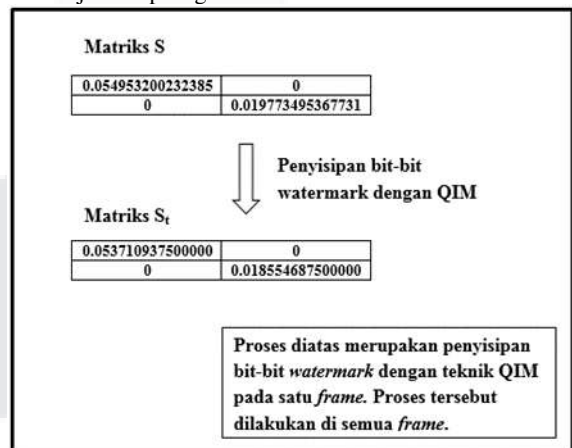 Matriks S
0.054953200232385 0
0 0.019773495367731
Penyisipan bit-bit
watermark dengan QIM
Matriks St
0.053710937500000 0
0 0.018554687500000
Proses diatas merupakan penyisipan
bit-bit watermark dengan teknik QIM
pada satu frame. Proses tersebut
dilakukan di semua frame.